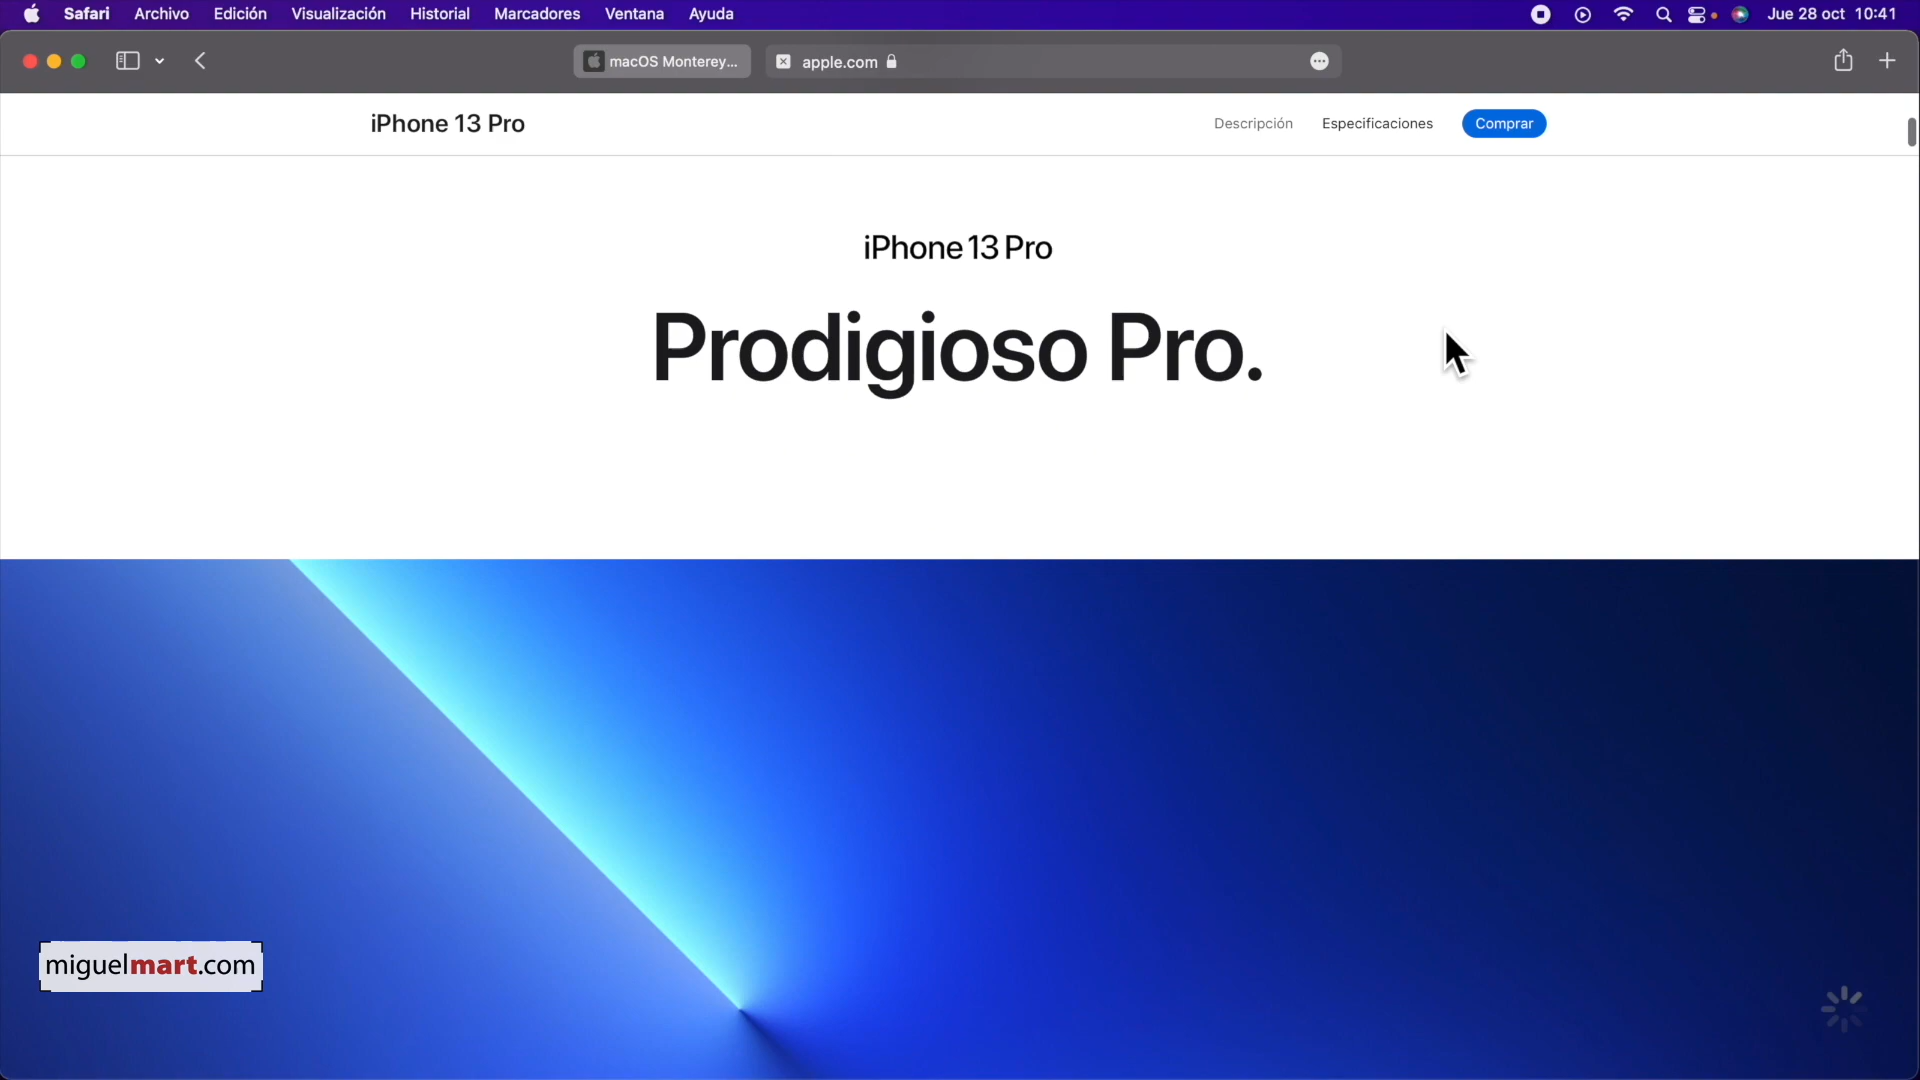 Safari Archivo Edición Visualización Historial Marcadores Ventana Ayuda Jue 28 oct 10:41
macOS Monterey... apple.com
iPhone 13 Pro Descripción Especificaciones Comprar
iPhone 13 Pro
Prodigioso Pro.
miguelmart.com